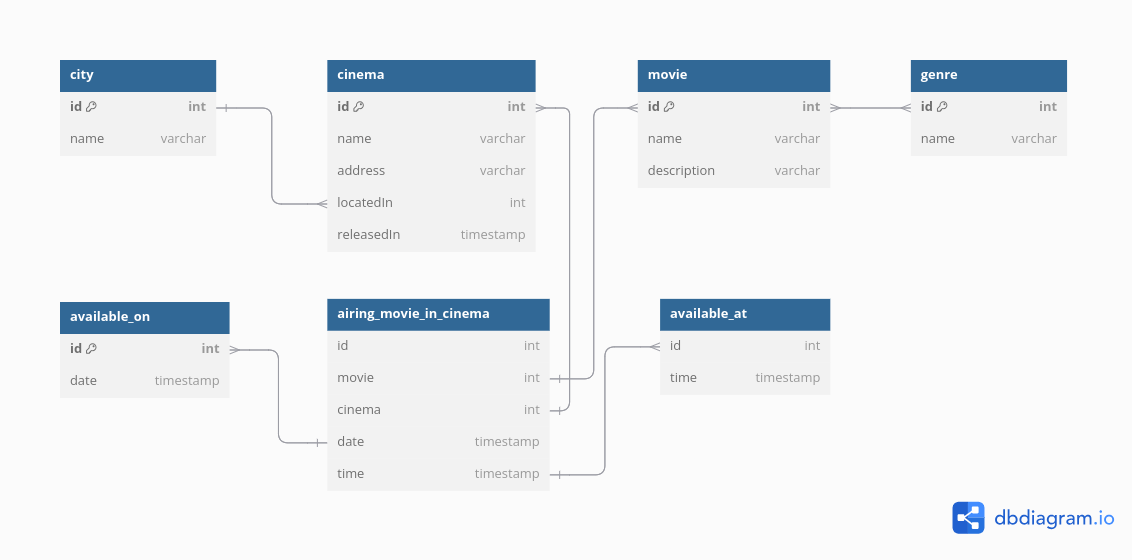 city
id int
name varchar
cinema
id int
name varchar
address varchar
locatedIn int
releasedIn timestamp
movie
id int
name varchar
description varchar
genre
id int
name varchar
available_on
id int
date timestamp
airing_movie_in_cinema
id int
movie int
cinema int
date timestamp
time timestamp
available_at
id int
time timestamp
dbdiagram.io